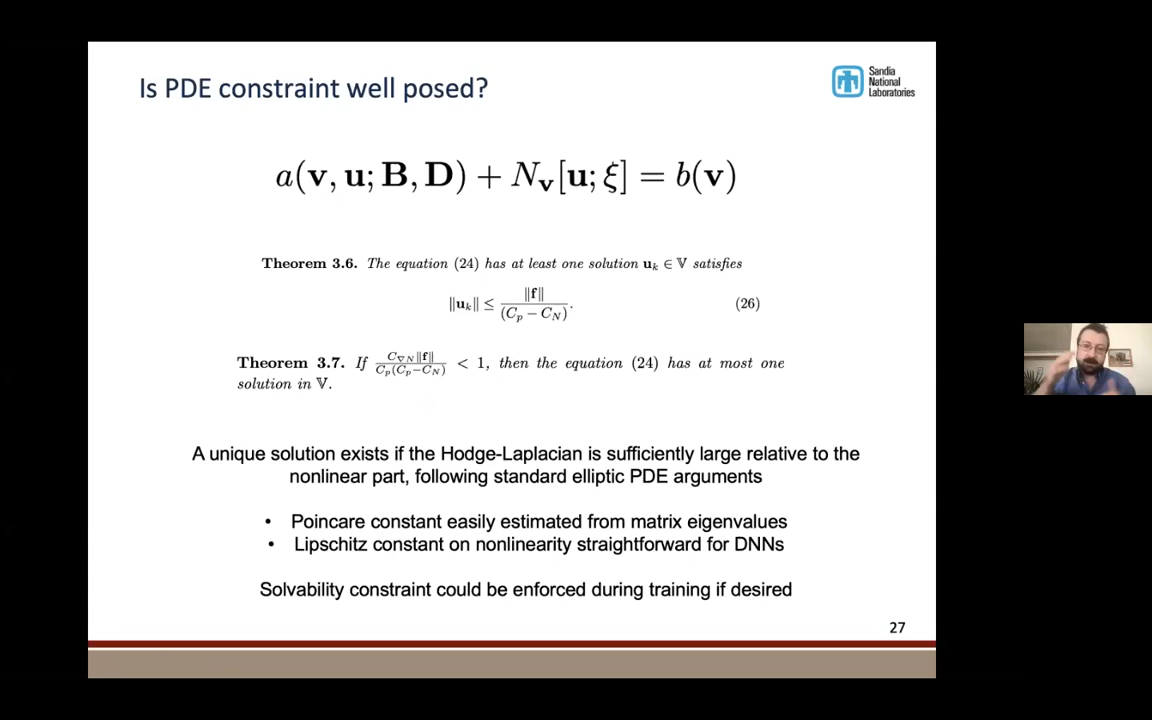 Is PDE constraint well posed?
Sandia
National
Laboratories
a(v, u; B, D) + N_v[u; ξ] = b(v)
Theorem 3.6. The equation (24) has at least one solution u_k ∈ 𝕍 satisfies
‖u_k‖ ≤ ‖f‖ / (C_p − C_N). (26)
Theorem 3.7. If C_∇N‖f‖ / C_p(C_p−C_N) < 1, then the equation (24) has at most one
solution in 𝕍.
A unique solution exists if the Hodge-Laplacian is sufficiently large relative to the
nonlinear part, following standard elliptic PDE arguments
• Poincare constant easily estimated from matrix eigenvalues
• Lipschitz constant on nonlinearity straightforward for DNNs
Solvability constraint could be enforced during training if desired
27